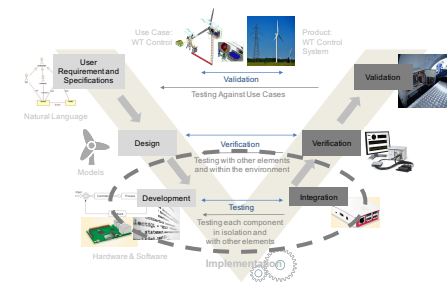 Use Case:
WT Control
Product:
WT Control
System
User
Requirement and
Specifications
Validation
Validation
Testing Against Use Cases
Natural Language
Design
Verification
Verification
Testing with other elements
and within the environment
Models
Development
Testing
Integration
Testing each component
in isolation and
with other elements
Hardware & Software
Implementation